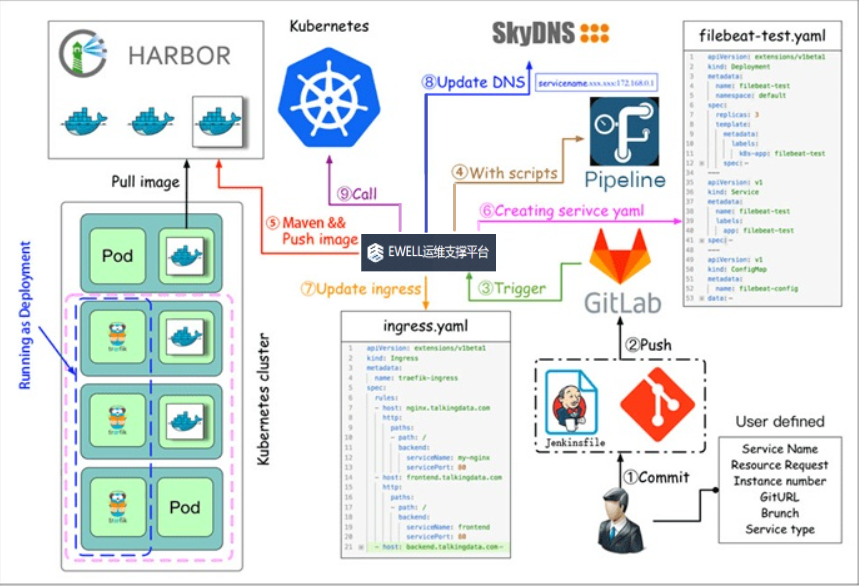 HARBOR
Pull image
Kubernetes
SkyDNS
⑧Update DNS
servicename.xxx.xxx:172.168.0.1
④With scripts
Pipeline
⑨Call
⑤Maven &&
Push image
⑥Creating serivce yaml
EWELL运维支撑平台
⑦Update ingress
③Trigger
GitLab
②Push
Jenkinsfile
①Commit
User defined
Service Name
Resource Request
Instance number
GitURL
Brunch
Service type
filebeat-test.yaml
1 apiVersion: extensions/v1beta1
2 kind: Deployment
3 metadata:
4 name: filebeat-test
5 namespace: default
6 spec:
7 replicas: 3
8 template:
9 metadata:
10 labels:
11 k8s-app: filebeat-test
12 spec:
34 ---
35 apiVersion: v1
36 kind: Service
37 metadata:
38 name: filebeat-test
39 labels:
40 app: filebeat-test
41 spec:
48 ---
49 apiVersion: v1
50 kind: ConfigMap
51 metadata:
52 name: filebeat-config
53 data:
ingress.yaml
1 apiVersion: extensions/v1beta1
2 kind: Ingress
3 metadata:
4 name: traefik-ingress
5 spec:
6 rules:
7 - host: nginx.talkingdata.com
8 http:
9 paths:
10 - path: /
11 backend:
12 serviceName: my-nginx
13 servicePort: 80
14 - host: frontend.talkingdata.com
15 http:
16 paths:
17 - path: /
18 backend:
19 serviceName: frontend
20 servicePort: 80
21 - host: backend.talkingdata.com
Running as Deployment
Kubernetes cluster
Pod
træfik
træfik
træfik
Pod